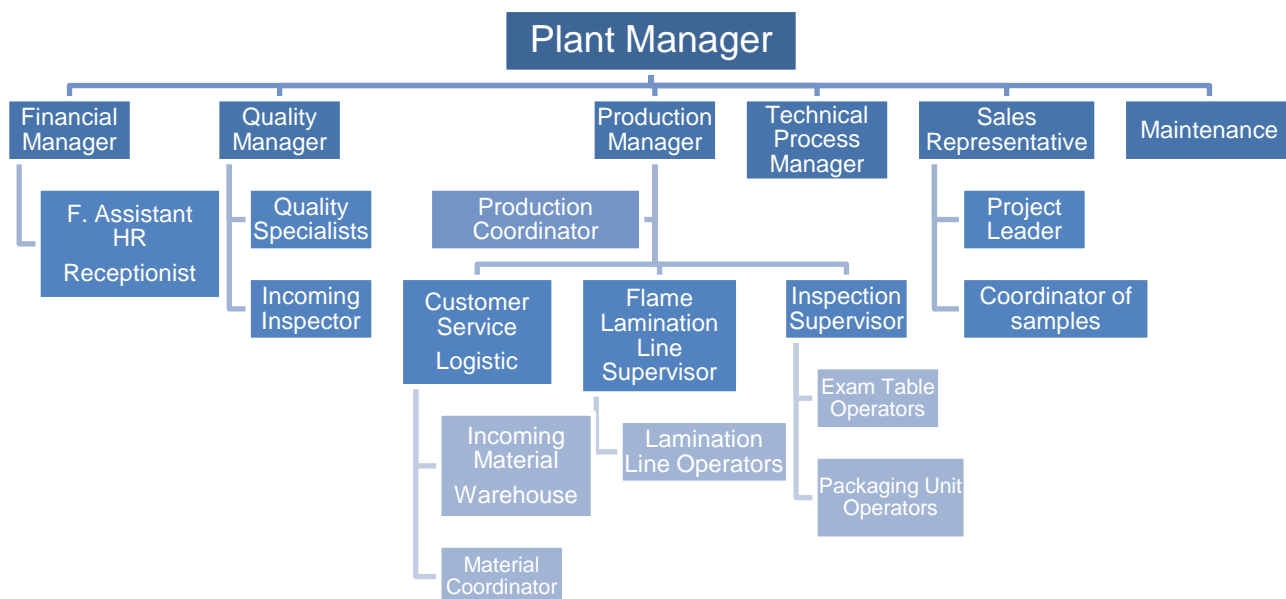 Plant Manager
Financial
Manager
Quality
Manager
Production
Manager
Technical
Process
Manager
Sales
Representative
Maintenance
F. Assistant
HR
Receptionist
Quality
Specialists
Incoming
Inspector
Production
Coordinator
Customer
Service
Logistic
Incoming
Material
Warehouse
Material
Coordinator
Flame
Lamination
Line
Supervisor
Lamination
Line Operators
Inspection
Supervisor
Exam Table
Operators
Packaging Unit
Operators
Project
Leader
Coordinator of
samples